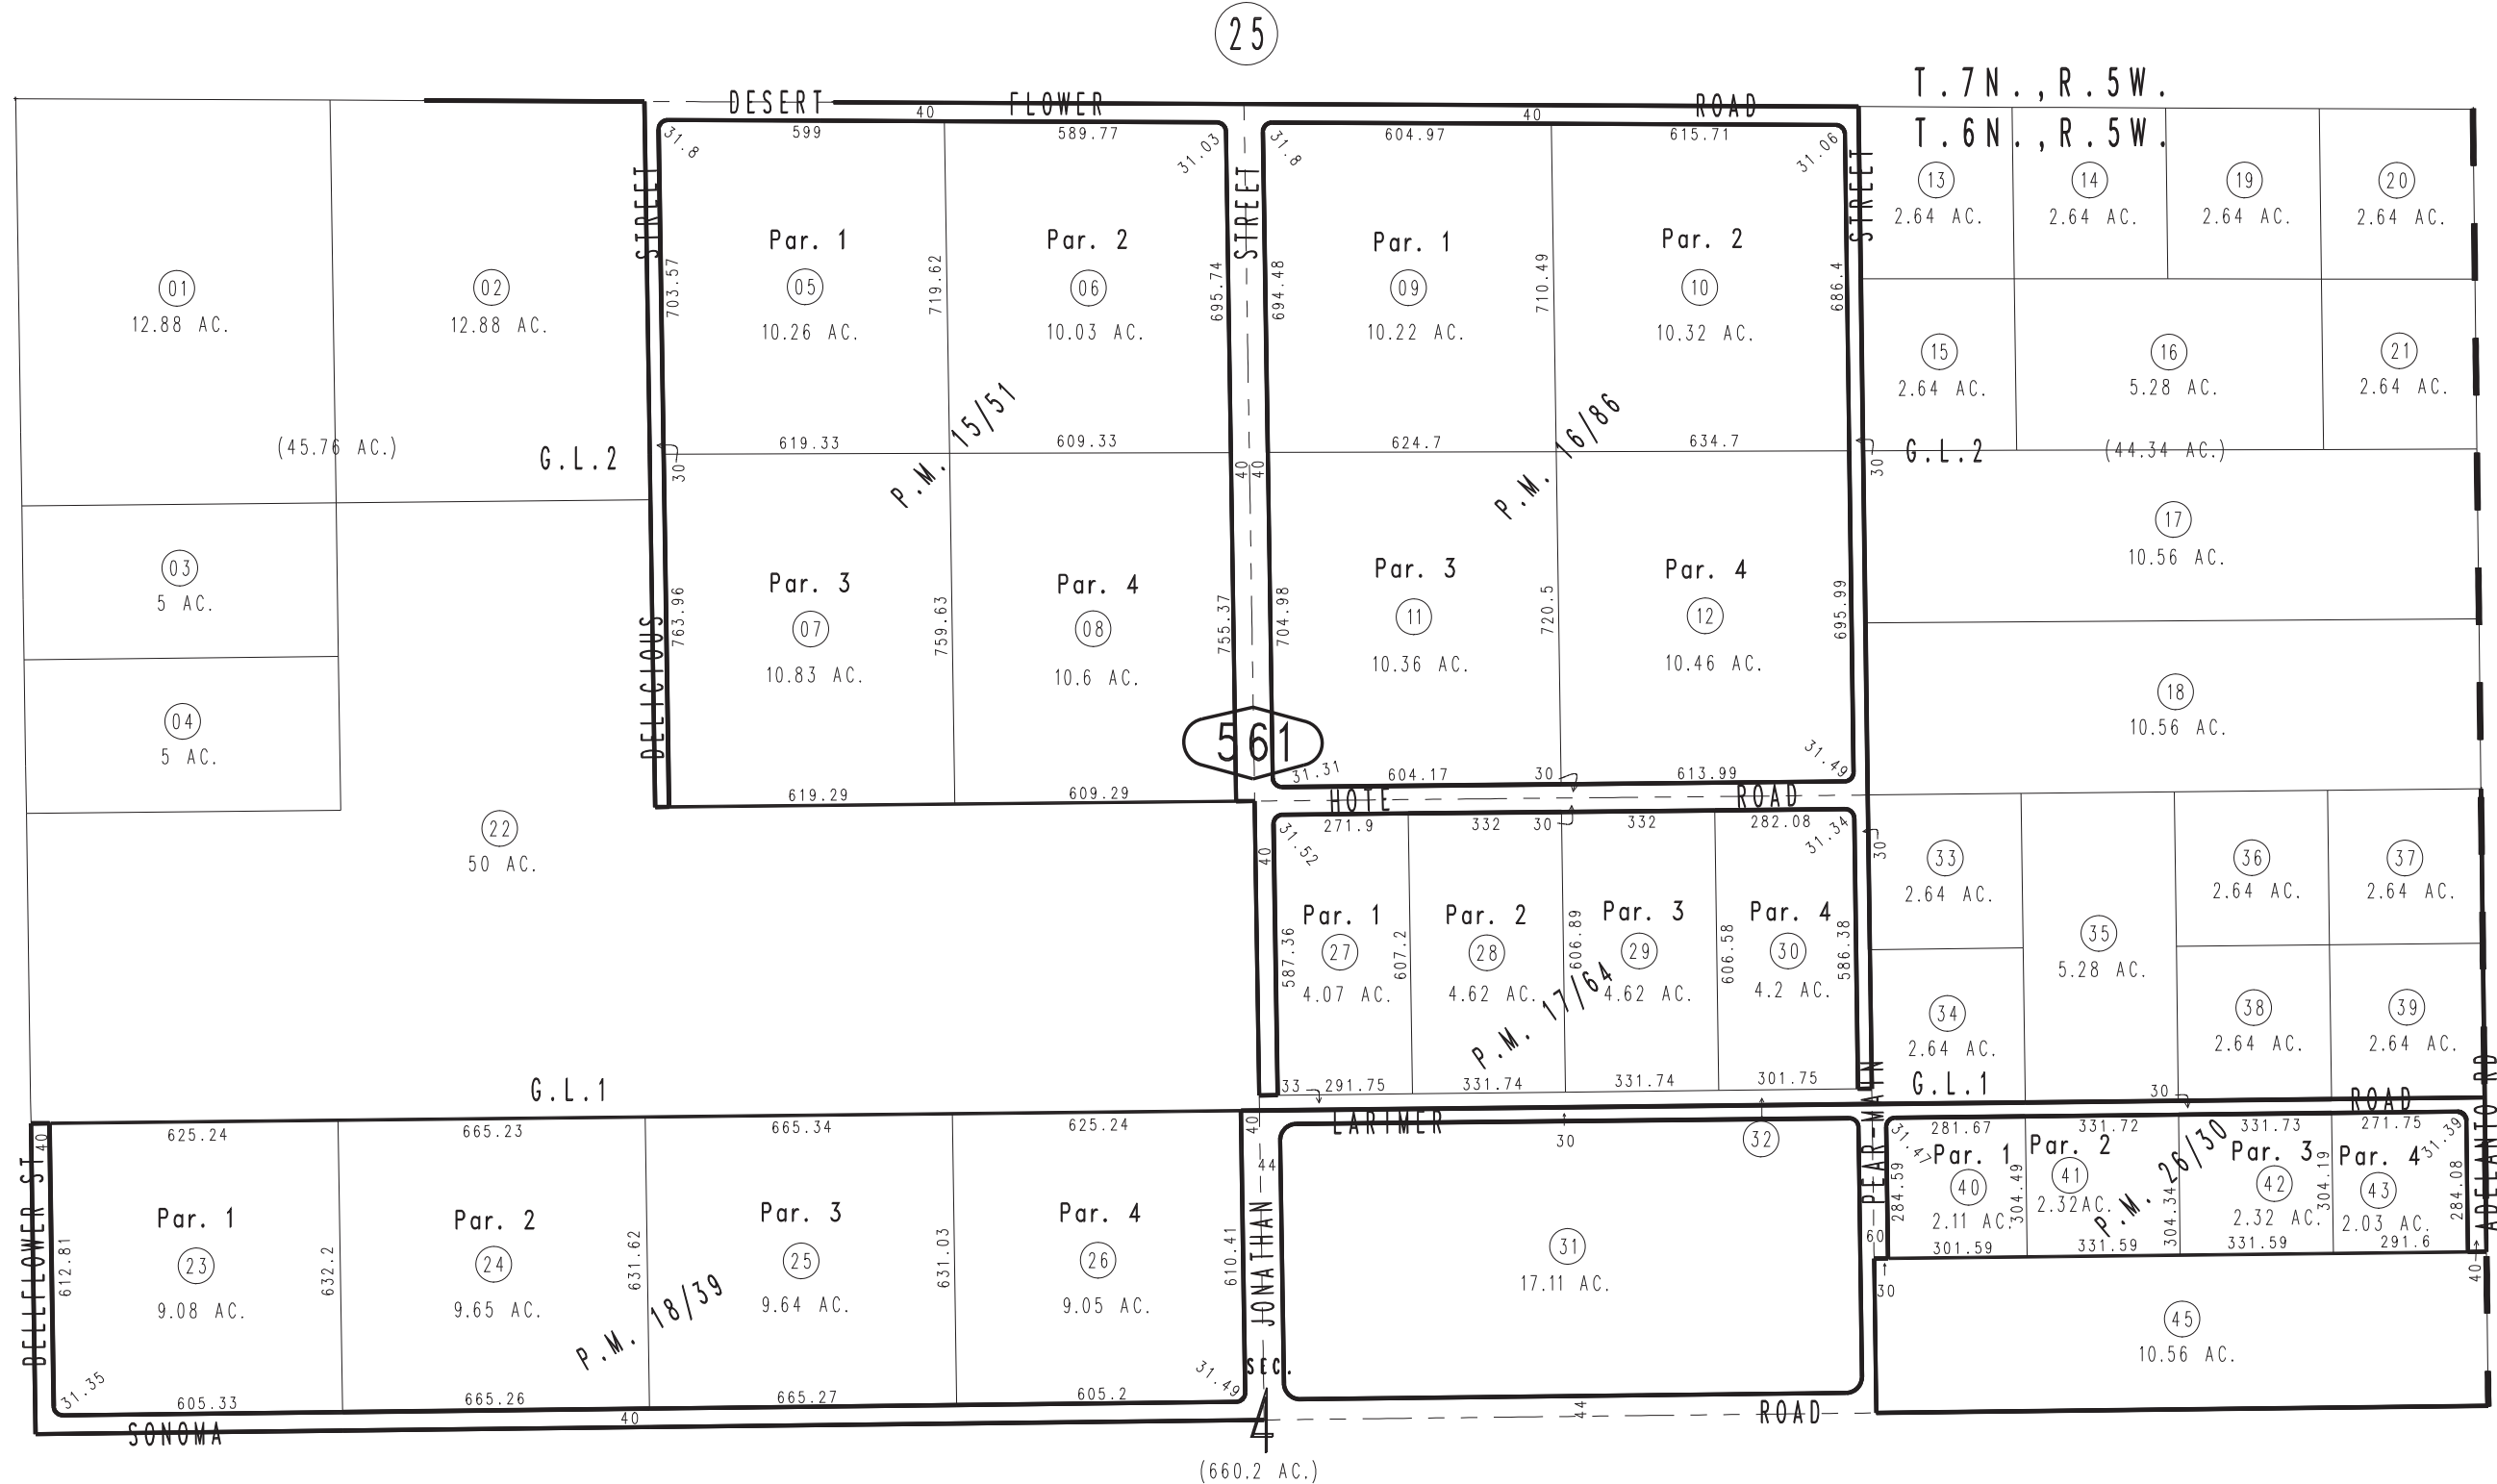 25
T.7N.,R.5W.
DESERT FLOWER ROAD
T.6N.,R.5W.
40
40
31.8
599
589.77
31.03
31.8
604.97
615.71
31.06
STREET
STREET
STREET
13
2.64 AC.
14
2.64 AC.
19
2.64 AC.
20
2.64 AC.
01
12.88 AC.
02
12.88 AC.
703.57
Par. 1
05
10.26 AC.
719.62
Par. 2
06
10.03 AC.
695.74
694.48
Par. 1
09
10.22 AC.
710.49
Par. 2
10
10.32 AC.
686.4
15
2.64 AC.
16
5.28 AC.
21
2.64 AC.
(45.76 AC.)
G.L.2
30
619.33
P.M. 15/51
609.33
40
40
624.7
P.M. 16/86
634.7
30
G.L.2
(44.34 AC.)
17
10.56 AC.
03
5 AC.
04
5 AC.
DELICIOUS
763.96
Par. 3
07
10.83 AC.
759.63
Par. 4
08
10.6 AC.
755.37
704.98
Par. 3
11
10.36 AC.
720.5
Par. 4
12
10.46 AC.
695.99
18
10.56 AC.
561
31.31
604.17
30
613.99
31.49
619.29
609.29
HOTE ROAD
22
50 AC.
40
31.52
271.9
332
30
332
282.08
31.34
30
587.36
Par. 1
27
4.07 AC.
607.2
Par. 2
28
4.62 AC.
606.89
Par. 3
29
4.62 AC.
606.58
Par. 4
30
4.2 AC.
586.38
P.M. 17/64
33
2.64 AC.
35
5.28 AC.
36
2.64 AC.
37
2.64 AC.
34
2.64 AC.
38
2.64 AC.
39
2.64 AC.
G.L.1
33
291.75
331.74
331.74
301.75
G.L.1
30
LARIMER ROAD
30
32
PEAR-MAIN
ADELANTO RD
40
625.24
665.23
665.34
625.24
40
44
BELLFLOWER ST
612.81
Par. 1
23
9.08 AC.
632.2
Par. 2
24
9.65 AC.
631.62
Par. 3
25
9.64 AC.
631.03
Par. 4
26
9.05 AC.
610.41
P.M. 18/39
JONATHAN
31
17.11 AC.
31.47
281.67
331.72
331.73
271.75
31.39
284.59
Par. 1
40
2.11 AC.
304.49
Par. 2
41
2.32AC.
304.34
P.M. 26/30
Par. 3
42
2.32 AC.
304.19
Par. 4
43
2.03 AC.
284.08
60
301.59
331.59
331.59
291.6
30
40
45
10.56 AC.
31.35
605.33
665.26
665.27
605.2
31.49
SEC.
4
SONOMA
40
44
ROAD
(660.2 AC.)